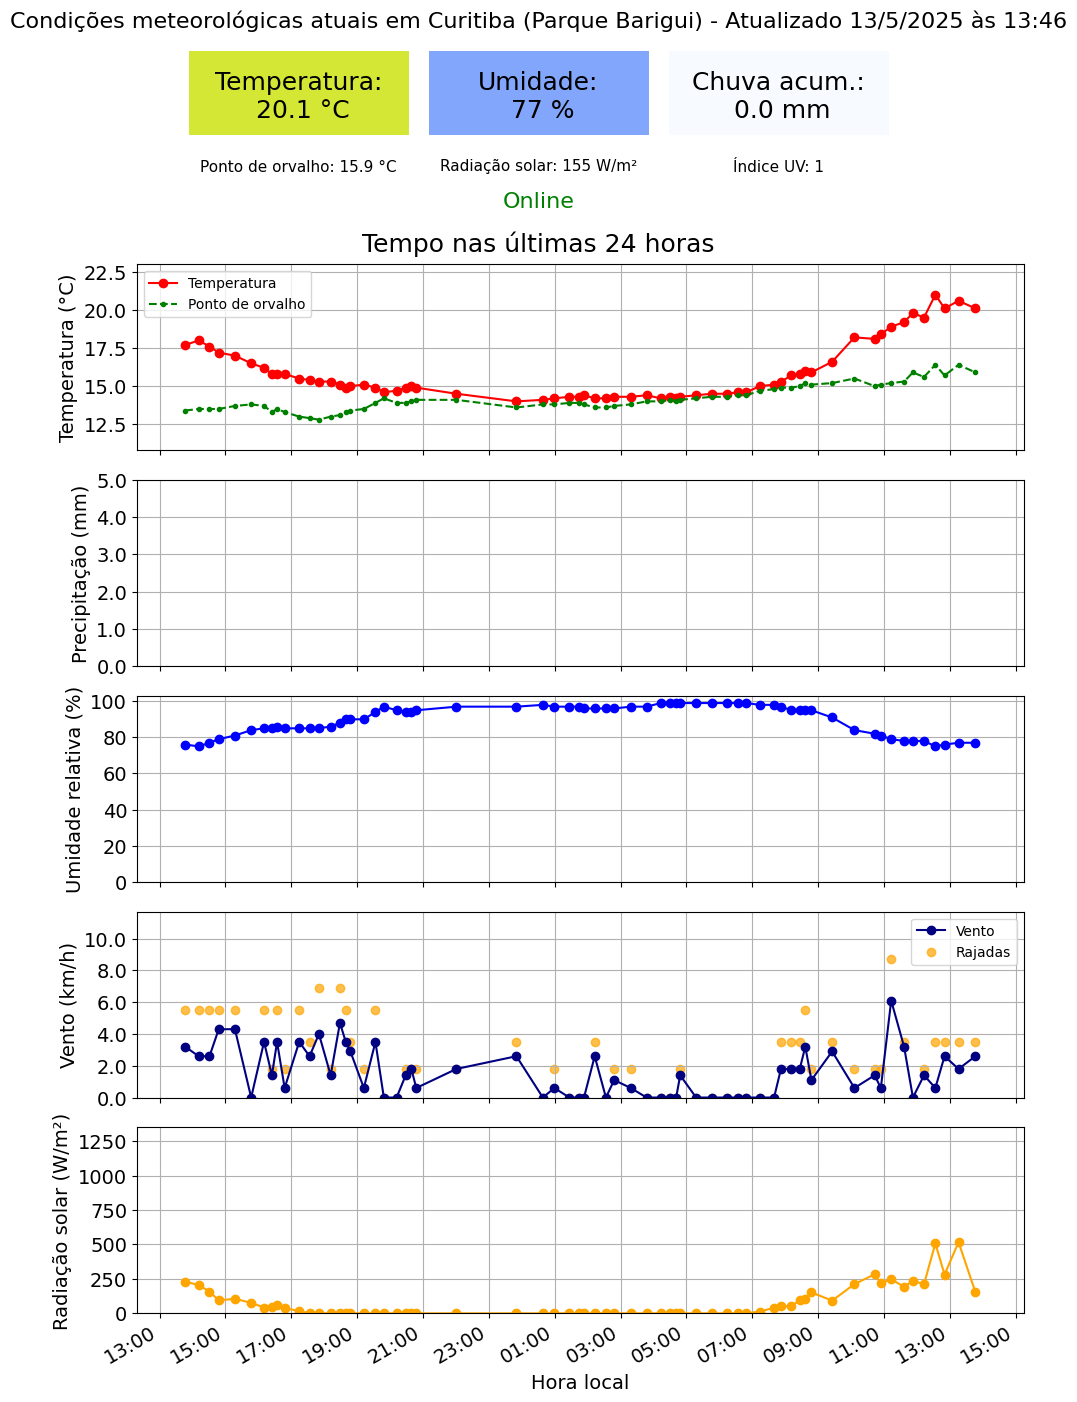 Condições meteorológicas atuais em Curitiba (Parque Barigui) - Atualizado 13/5/2025 às 13:46
Temperatura:
20.1 °C
Umidade:
77 %
Chuva acum.:
0.0 mm
Ponto de orvalho: 15.9 °C
Radiação solar: 155 W/m²
Índice UV: 1
Online
Tempo nas últimas 24 horas
Temperatura (°C)
22.5
20.0
17.5
15.0
12.5
Temperatura
Ponto de orvalho
Precipitação (mm)
5.0
4.0
3.0
2.0
1.0
0.0
Umidade relativa (%)
100
80
60
40
20
0
Vento (km/h)
10.0
8.0
6.0
4.0
2.0
0.0
Vento
Rajadas
Radiação solar (W/m²)
1250
1000
750
500
250
0
13:00
15:00
17:00
19:00
21:00
23:00
01:00
03:00
05:00
07:00
09:00
11:00
13:00
15:00
Hora local